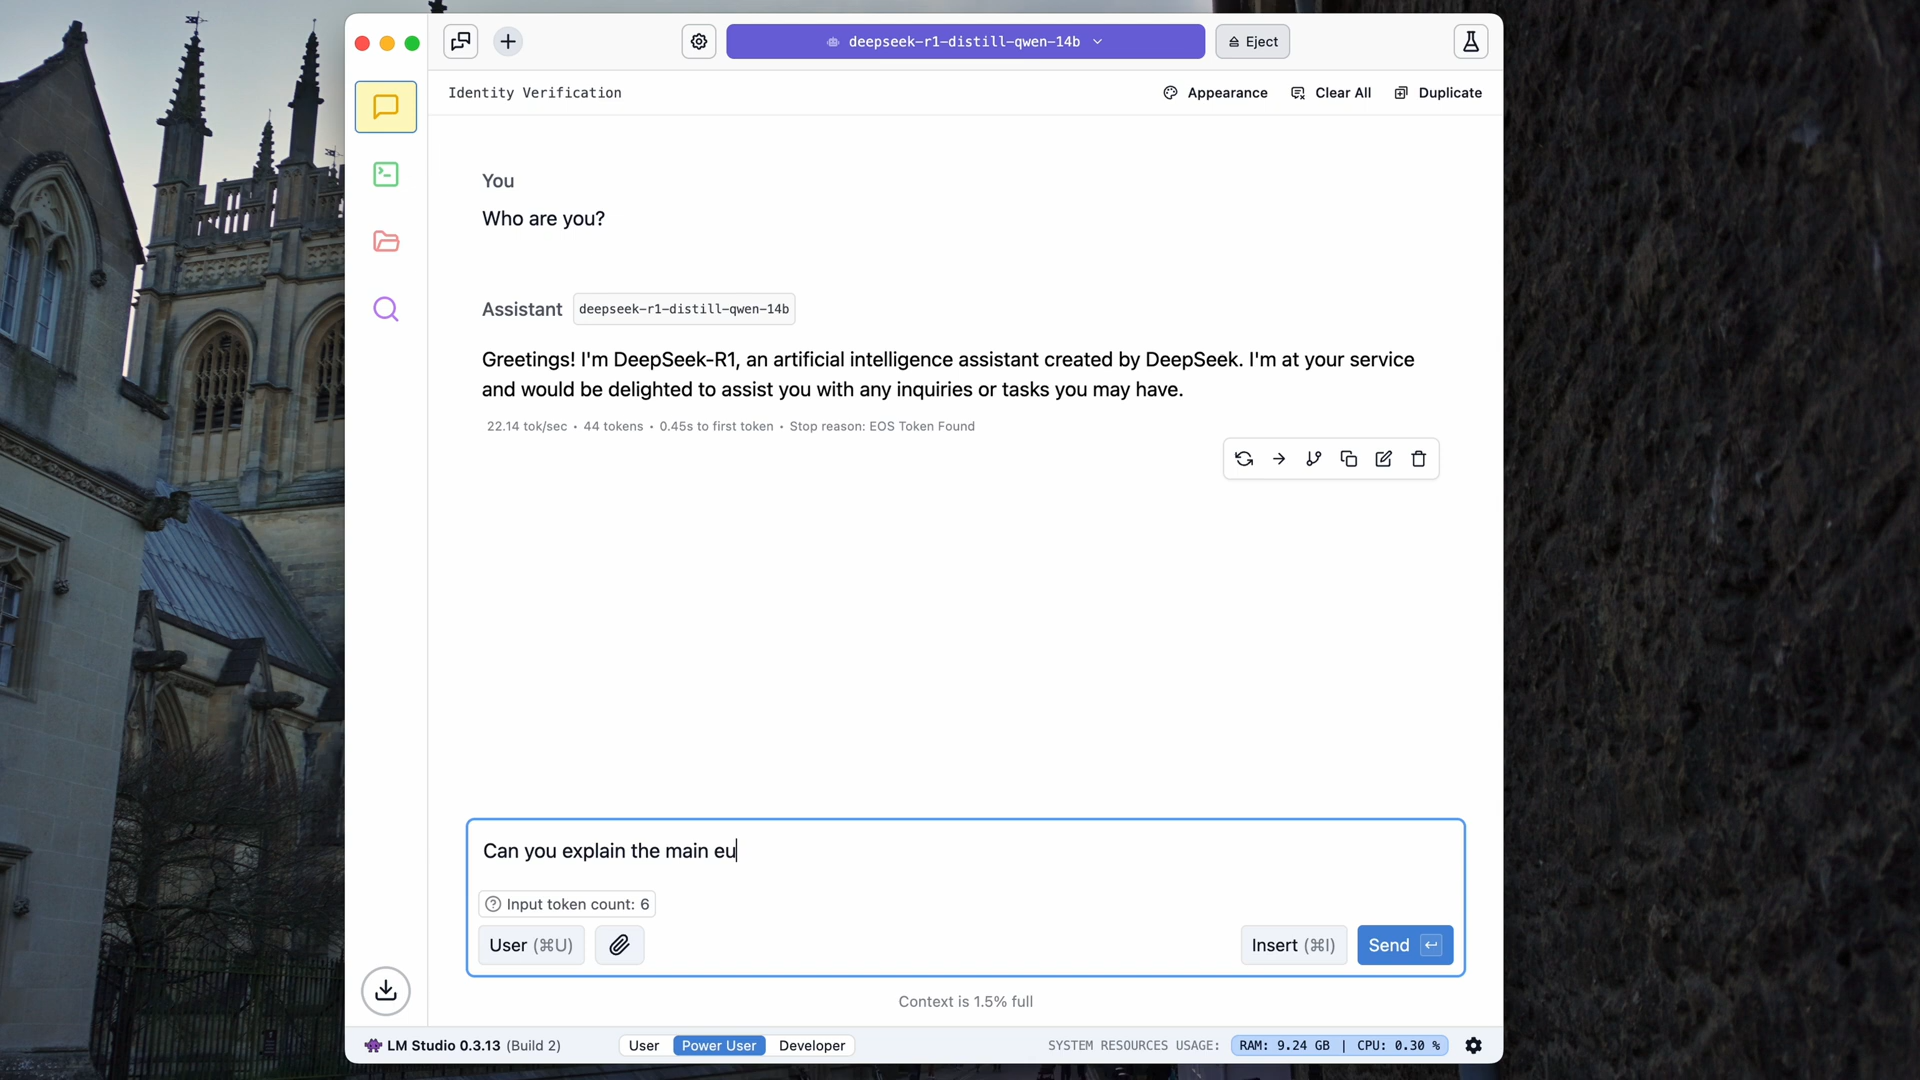 deepseek-r1-distill-qwen-14b
Eject
Identity Verification
Appearance
Clear All
Duplicate
You
Who are you?
Assistant
deepseek-r1-distill-qwen-14b
Greetings! I'm DeepSeek-R1, an artificial intelligence assistant created by DeepSeek. I'm at your service
and would be delighted to assist you with any inquiries or tasks you may have.
22.14 tok/sec • 44 tokens • 0.45s to first token • Stop reason: EOS Token Found
Can you explain the main eu
Input token count: 6
User (⌘U)
Insert (⌘I)
Send
Context is 1.5% full
LM Studio 0.3.13 (Build 2)
User
Power User
Developer
SYSTEM RESOURCES USAGE:
RAM: 9.24 GB | CPU: 0.30 %